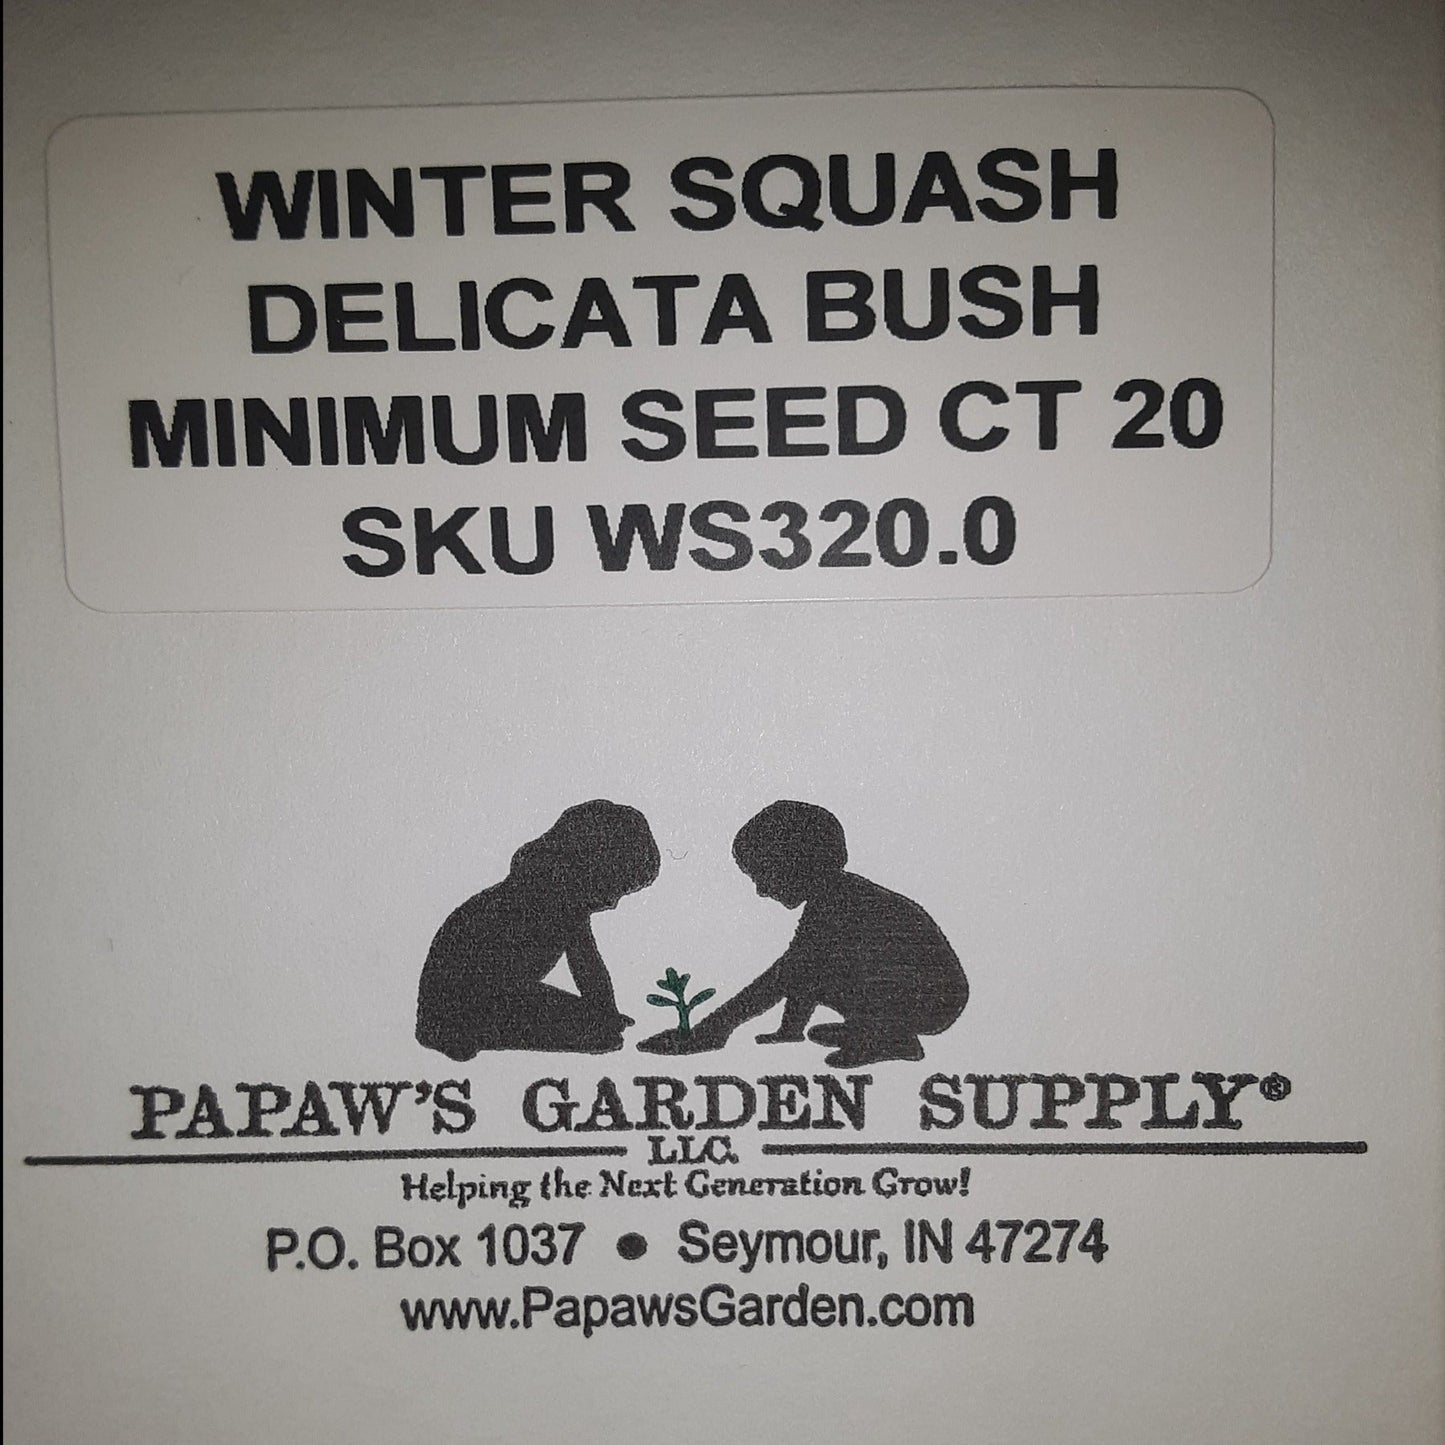 WINTER SQUASH
DELICATA BUSH
MINIMUM SEED CT 20
SKU WS320.0
PAPAW'S GARDEN SUPPLY®
LLC.
Helping the Next Generation Grow!
P.O. Box 1037 • Seymour, IN 47274
www.PapawsGarden.com